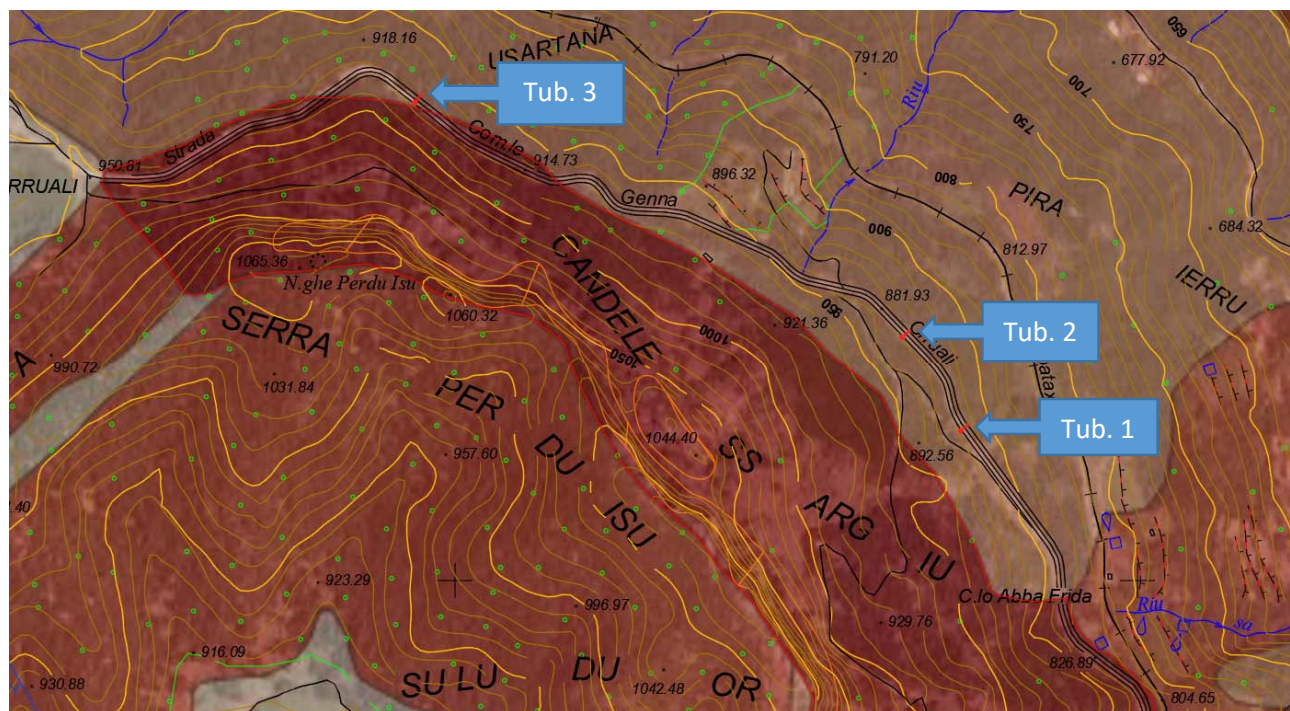 918.16
USARTANA
791.20
677.92
650
Tub. 3
Riu
700
950.81
Strada
Com.le
914.73
750
RRUALI
896.32
800
PIRA
Genna
900
684.32
812.97
1065.36
N.ghe Perdu Isu
CANDELE
IERRU
1060.32
950
881.93
SERRA
921.36
1000
Tub. 2
A
990.72
1050
1031.84
PER
Tub. 1
1044.40
SS
892.56
957.60
DU
.40
ISU
ARG
IU
923.29
C.lo Abba Frida
996.97
Riu
sa
929.76
916.09
826.89
930.88
SU LU
DU
OR
1042.48
804.65